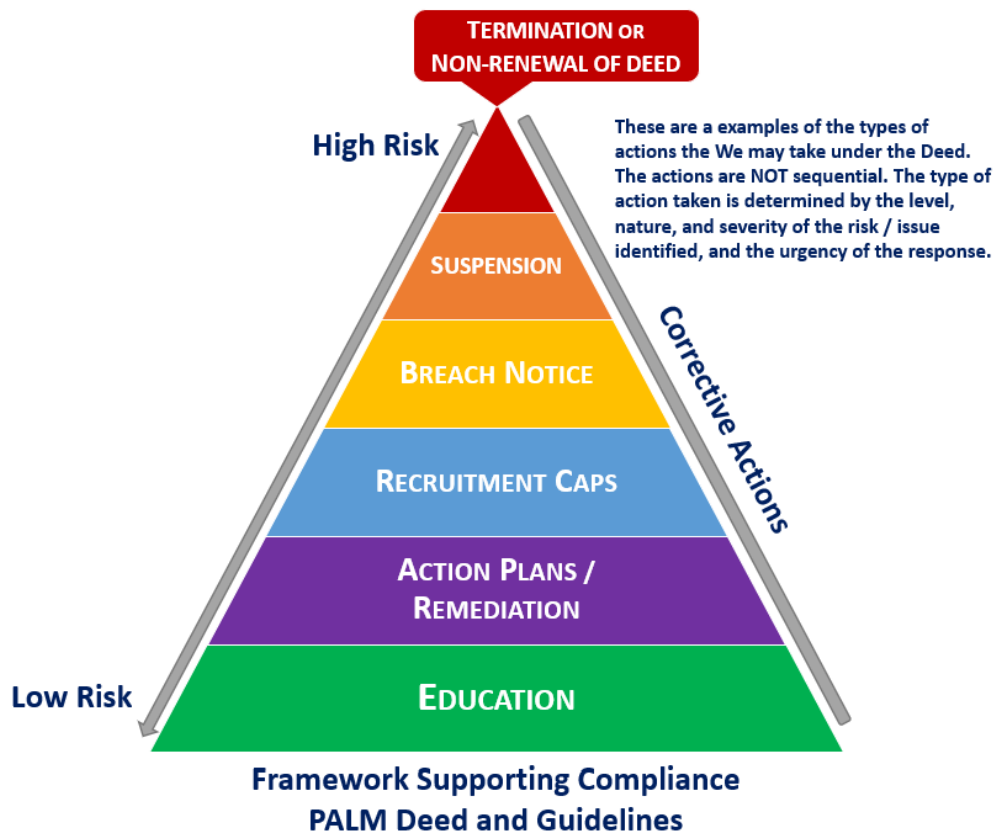 TERMINATION OR
NON-RENEWAL OF DEED
High Risk
These are a examples of the types of
actions the We may take under the Deed.
The actions are NOT sequential. The type of
action taken is determined by the level,
nature, and severity of the risk / issue
identified, and the urgency of the response.
SUSPENSION
BREACH NOTICE
Corrective Actions
RECRUITMENT CAPS
ACTION PLANS /
REMEDIATION
Low Risk
EDUCATION
Framework Supporting Compliance
PALM Deed and Guidelines